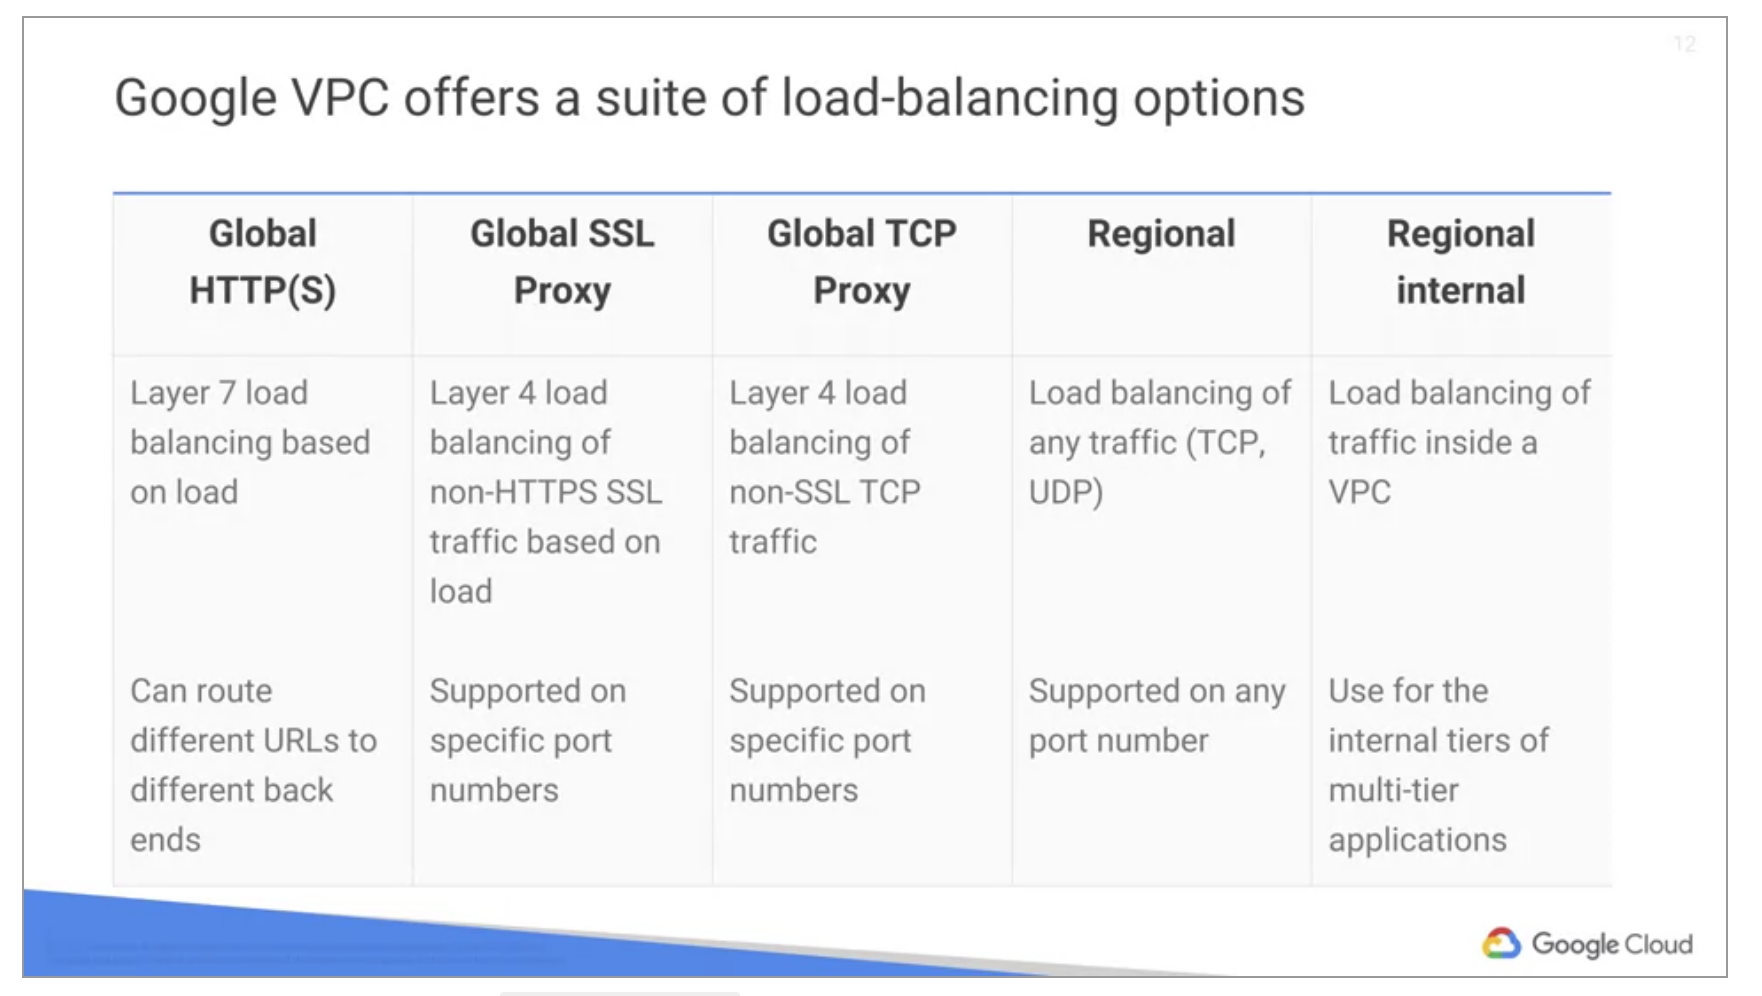 12
Google VPC offers a suite of load-balancing options
Global
HTTP(S)
Global SSL
Proxy
Global TCP
Proxy
Regional
Regional
internal
Layer 7 load
balancing based
on load
Can route
different URLs to
different back
ends
Layer 4 load
balancing of
non-HTTPS SSL
traffic based on
load
Supported on
specific port
numbers
Layer 4 load
balancing of
non-SSL TCP
traffic
Supported on
specific port
numbers
Load balancing of
any traffic (TCP,
UDP)
Supported on any
port number
Load balancing of
traffic inside a
VPC
Use for the
internal tiers of
multi-tier
applications
Google Cloud